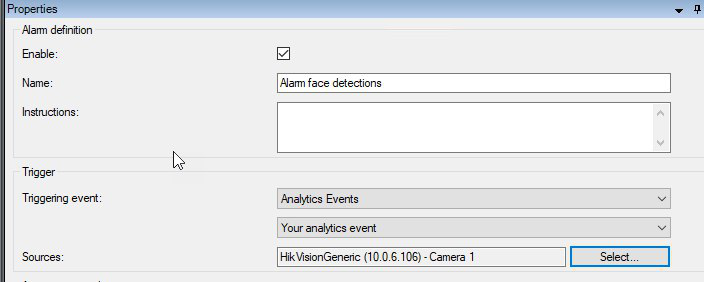 Properties
Alarm definition
Enable:
Name: Alarm face detections
Instructions:
Trigger
Triggering event: Analytics Events
Your analytics event
Sources: HikVisionGeneric (10.0.6.106) - Camera 1 Select...